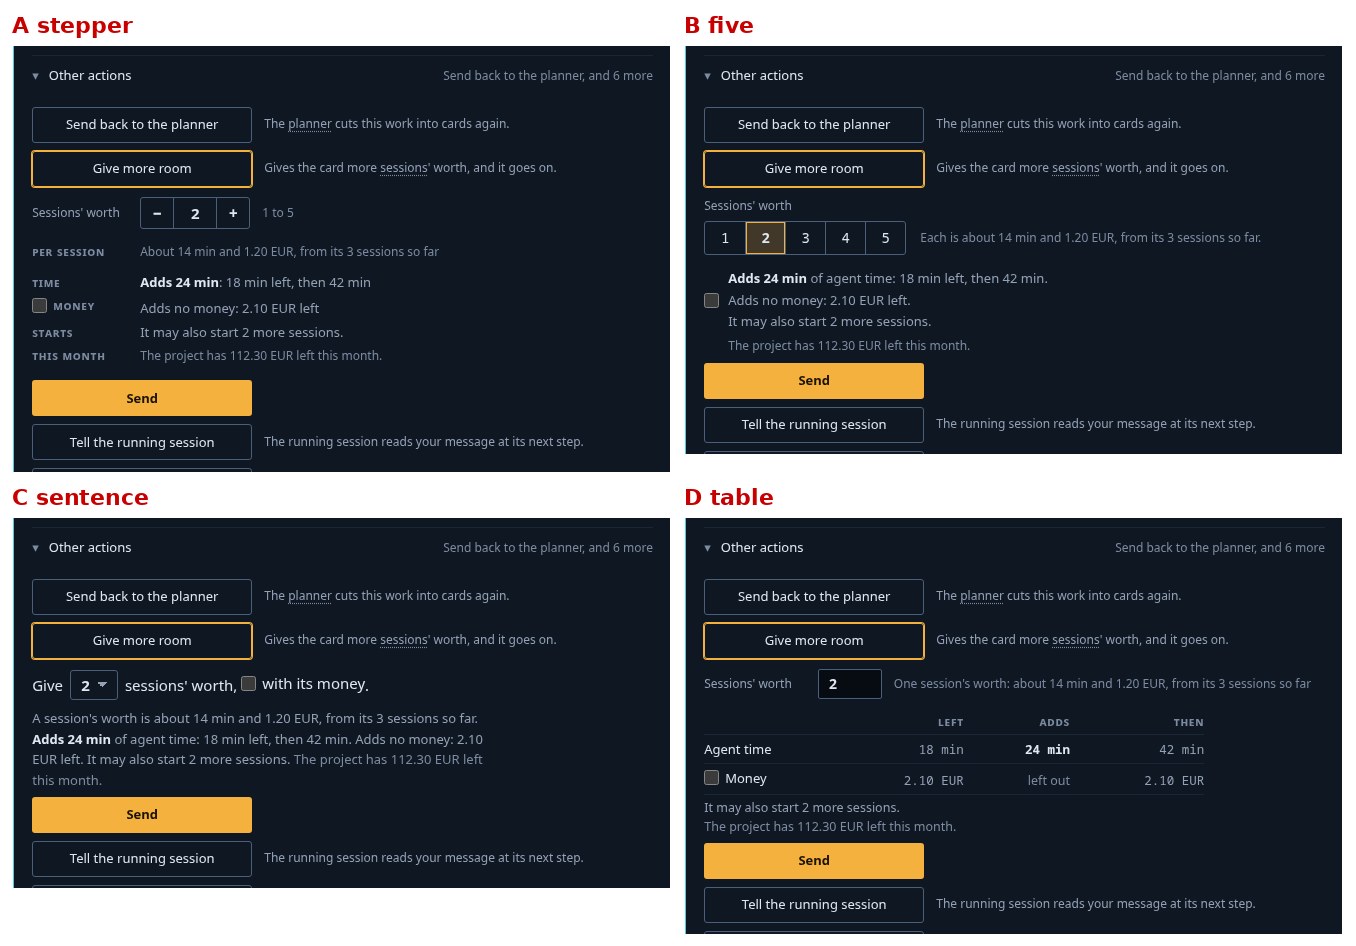 A stepper
▾ Other actions Send back to the planner, and 6 more
Send back to the planner The planner cuts this work into cards again.
Give more room Gives the card more sessions' worth, and it goes on.
Sessions' worth − 2 + 1 to 5
PER SESSION About 14 min and 1.20 EUR, from its 3 sessions so far
TIME Adds 24 min: 18 min left, then 42 min
MONEY Adds no money: 2.10 EUR left
STARTS It may also start 2 more sessions.
THIS MONTH The project has 112.30 EUR left this month.
Send
Tell the running session The running session reads your message at its next step.
B five
▾ Other actions Send back to the planner, and 6 more
Send back to the planner The planner cuts this work into cards again.
Give more room Gives the card more sessions' worth, and it goes on.
Sessions' worth
1 2 3 4 5 Each is about 14 min and 1.20 EUR, from its 3 sessions so far.
Adds 24 min of agent time: 18 min left, then 42 min.
Adds no money: 2.10 EUR left.
It may also start 2 more sessions.
The project has 112.30 EUR left this month.
Send
Tell the running session The running session reads your message at its next step.
C sentence
▾ Other actions Send back to the planner, and 6 more
Send back to the planner The planner cuts this work into cards again.
Give more room Gives the card more sessions' worth, and it goes on.
Give 2 sessions' worth, with its money.
A session's worth is about 14 min and 1.20 EUR, from its 3 sessions so far.
Adds 24 min of agent time: 18 min left, then 42 min. Adds no money: 2.10
EUR left. It may also start 2 more sessions. The project has 112.30 EUR left
this month.
Send
Tell the running session The running session reads your message at its next step.
D table
▾ Other actions Send back to the planner, and 6 more
Send back to the planner The planner cuts this work into cards again.
Give more room Gives the card more sessions' worth, and it goes on.
Sessions' worth 2 One session's worth: about 14 min and 1.20 EUR, from its 3 sessions so far
LEFT ADDS THEN
Agent time 18 min 24 min 42 min
Money 2.10 EUR left out 2.10 EUR
It may also start 2 more sessions.
The project has 112.30 EUR left this month.
Send
Tell the running session The running session reads your message at its next step.